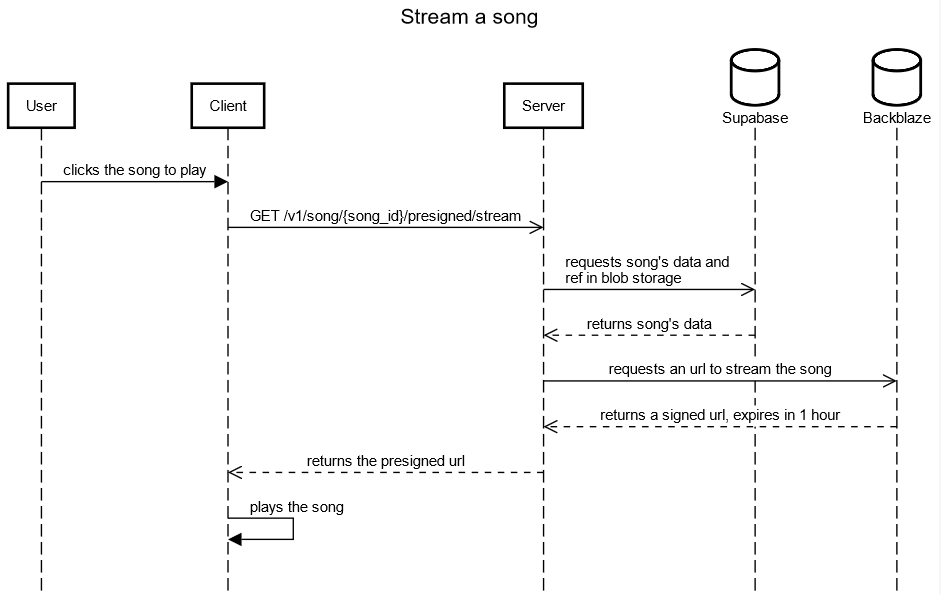 Stream a song
User
Client
Server
Supabase
Backblaze
clicks the song to play
GET /v1/song/{song_id}/presigned/stream
requests song's data and
ref in blob storage
returns song's data
requests an url to stream the song
returns a signed url, expires in 1 hour
returns the presigned url
plays the song